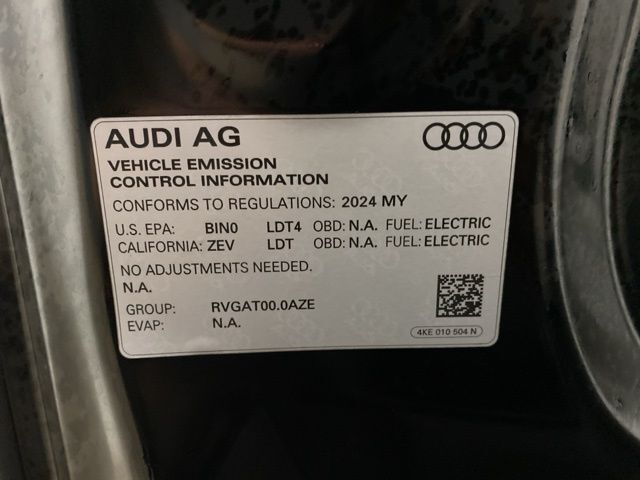 AUDI AG
VEHICLE EMISSION
CONTROL INFORMATION
CONFORMS TO REGULATIONS: 2024 MY
U.S. EPA: BIN0 LDT4 OBD: N.A. FUEL: ELECTRIC
CALIFORNIA: ZEV LDT OBD: N.A. FUEL: ELECTRIC
NO ADJUSTMENTS NEEDED.
N.A.
GROUP: RVGAT00.0AZE
EVAP: N.A.
4KE 010 504 N